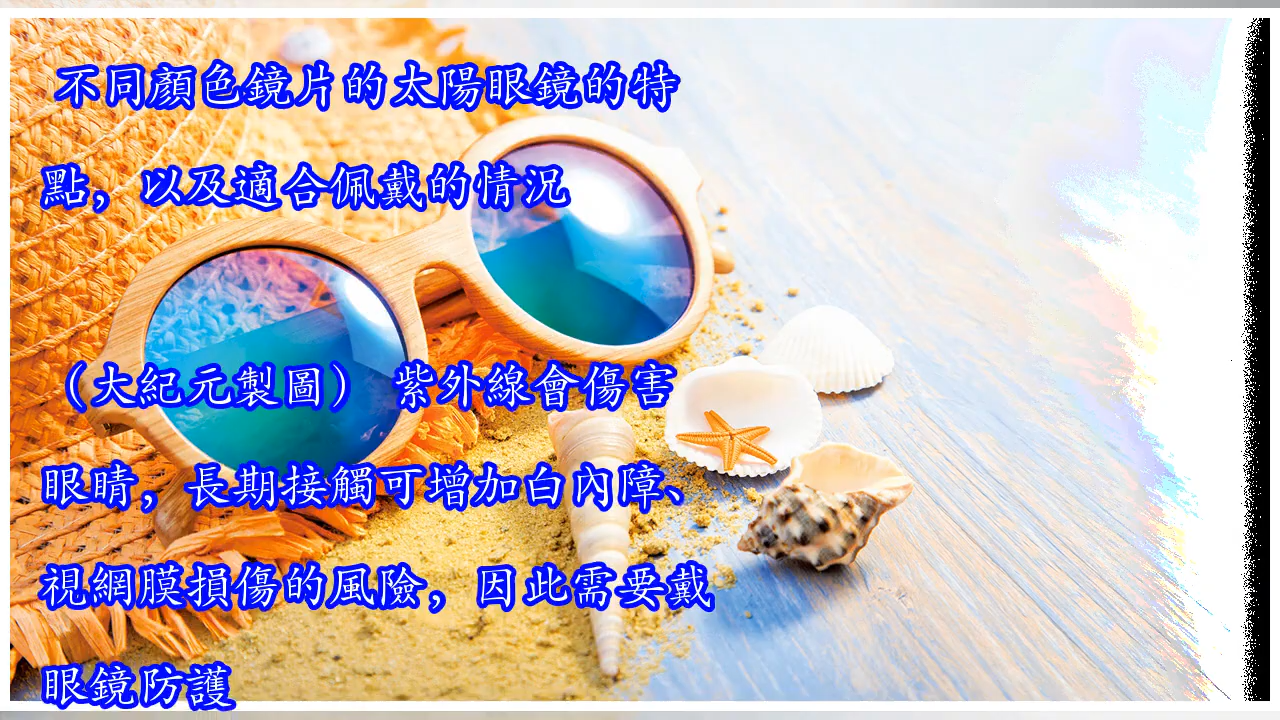 不同顏色鏡片的太陽眼鏡的特
點，以及適合佩戴的情況
（大紀元製圖） 紫外線會傷害
眼睛，長期接觸可增加白內障、
視網膜損傷的風險，因此需要戴
眼鏡防護